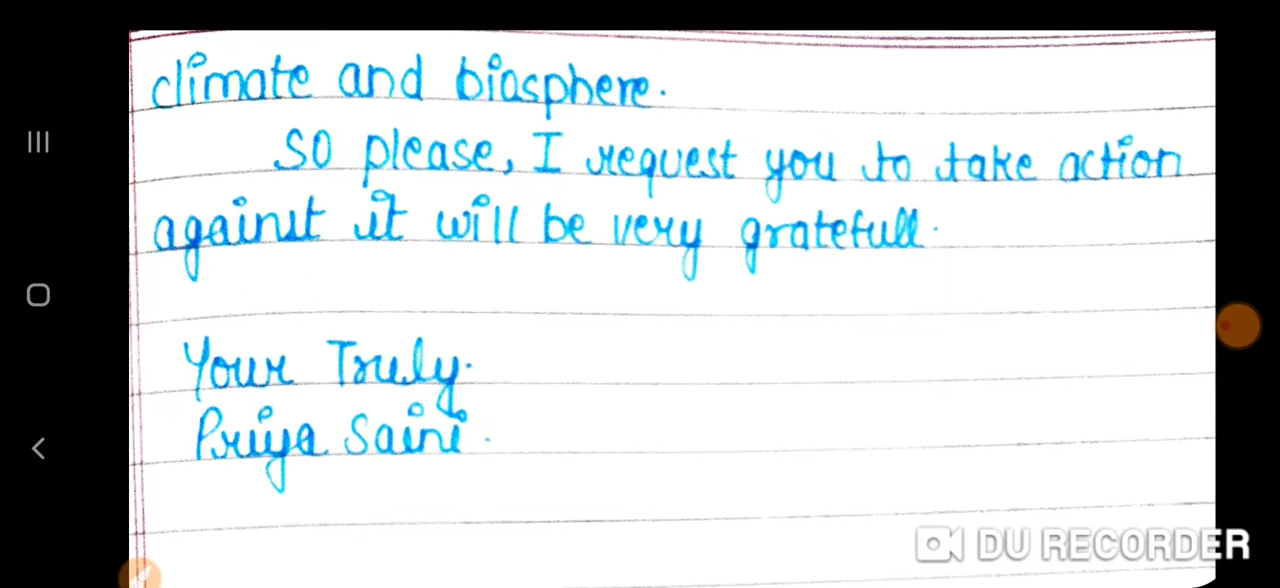 climate and biosphere.
So please, I request you to take action
against it will be very gratefull.
Your Truly.
Priya Saini.
DU RECORDER